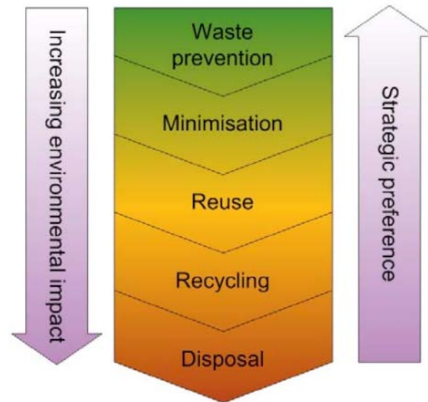 Increasing environmental impact
Waste
prevention
Minimisation
Reuse
Recycling
Disposal
Strategic preference